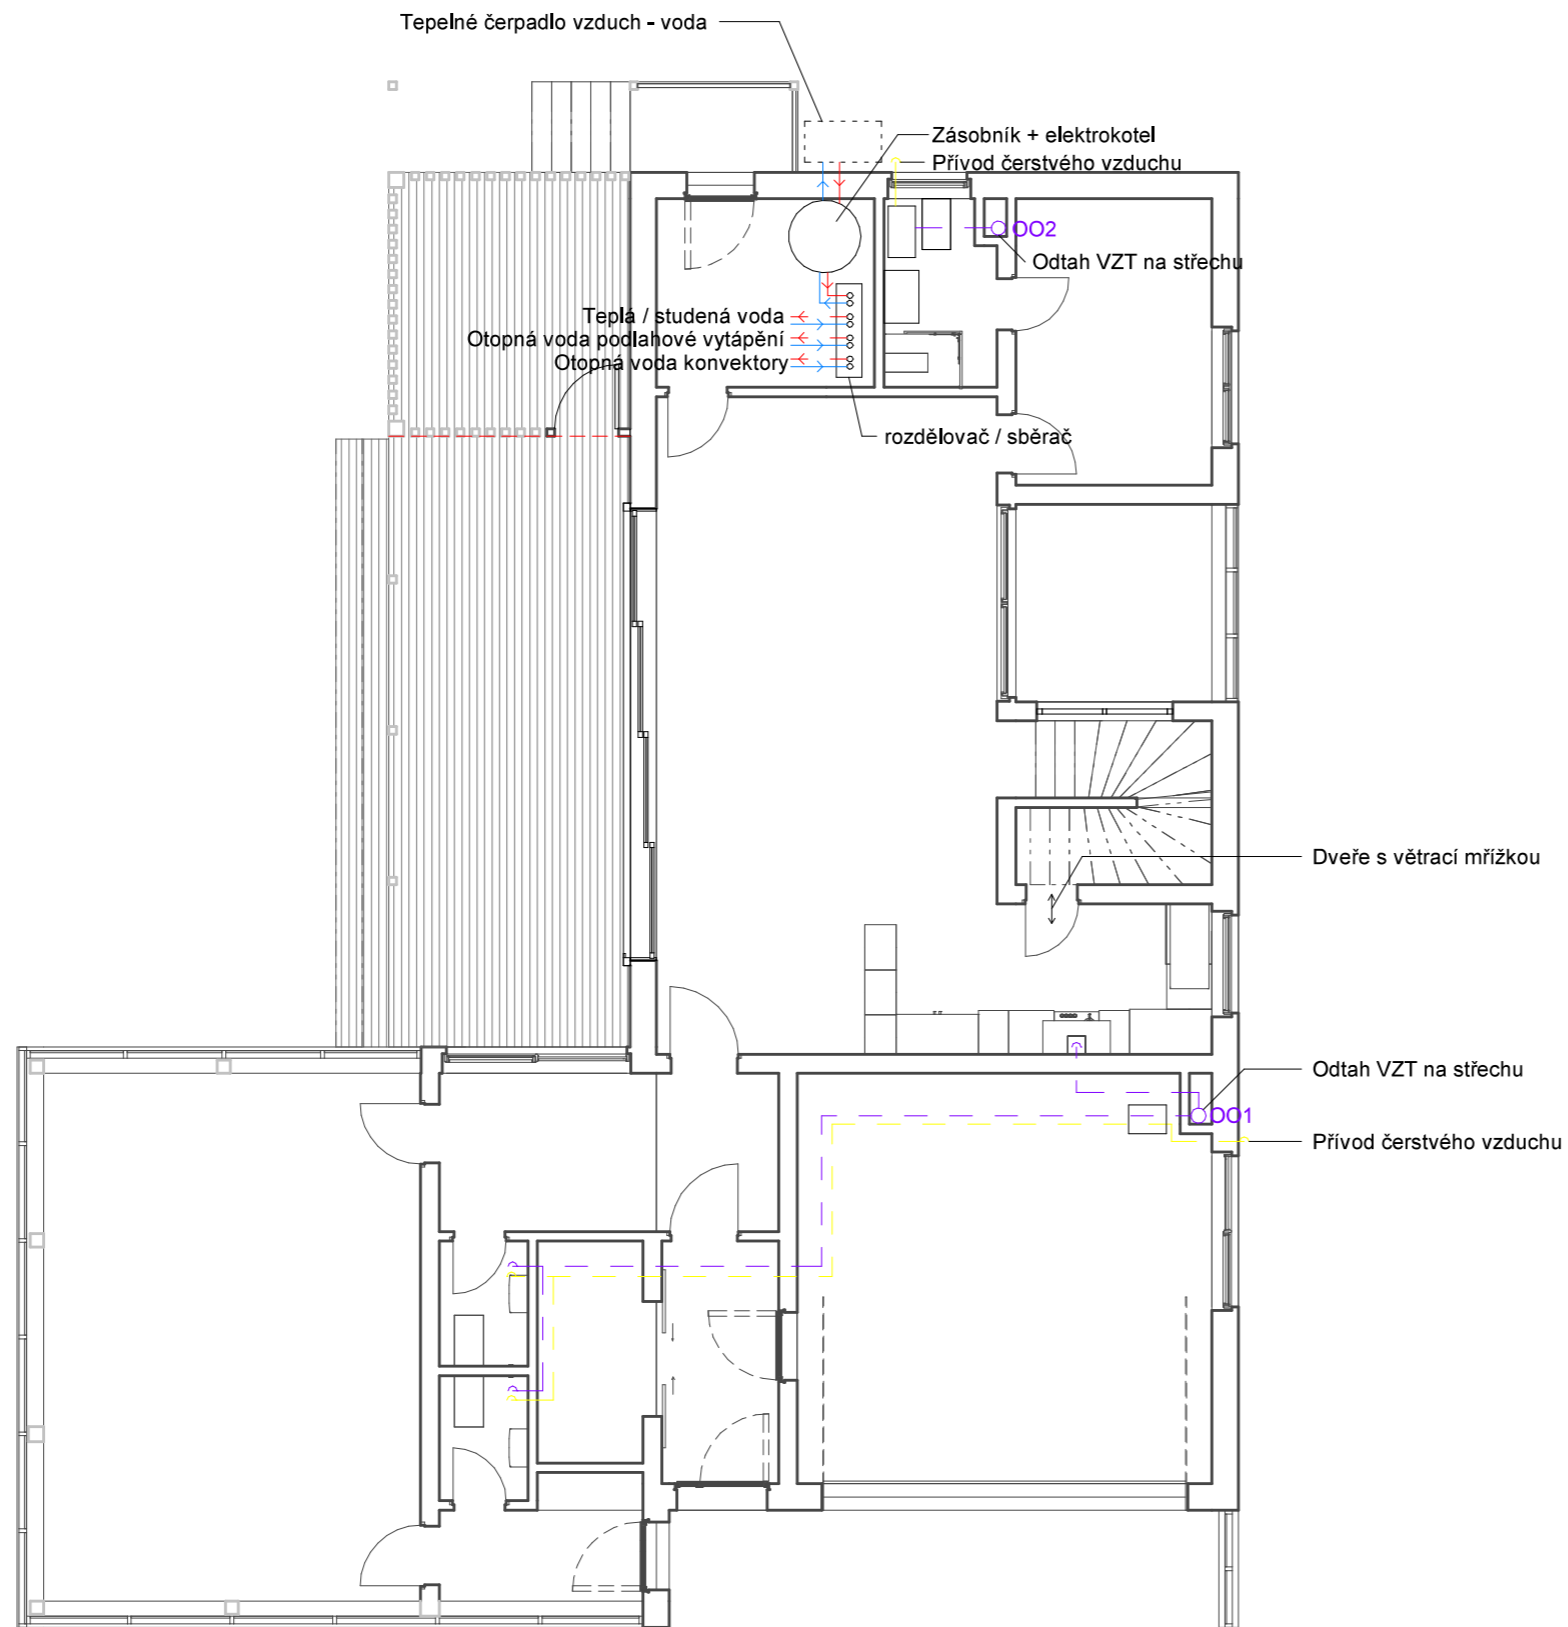 Tepelné čerpadlo vzduch - voda
Zásobník + elektrokotel
Přívod čerstvého vzduchu
OO2
Odtah VZT na střechu
Teplá / studená voda
Otopná voda podlahové vytápění
Otopná voda konvektory
rozdělovač / sběrač
Dveře s větrací mřížkou
Odtah VZT na střechu
OO1
Přívod čerstvého vzduchu